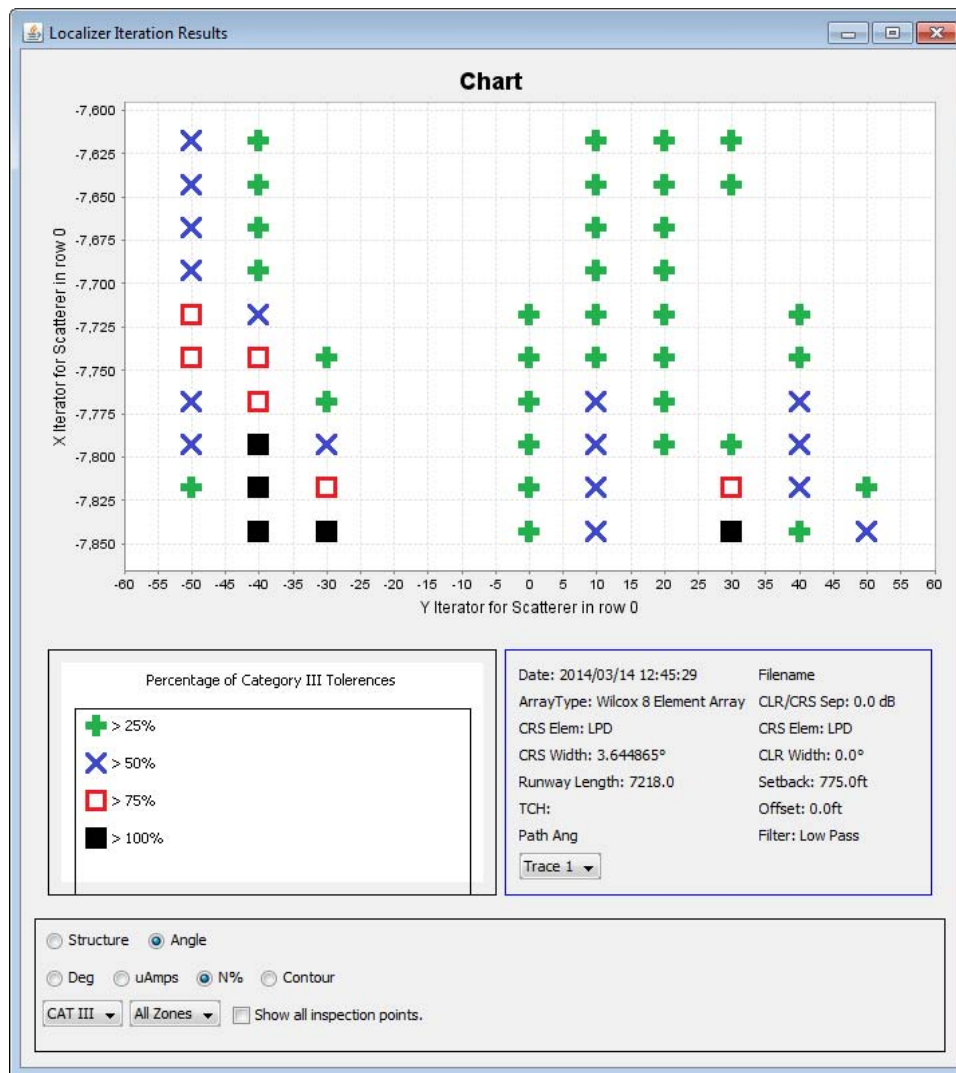 Localizer Iteration Results
Chart
X Iterator for Scatterer in row 0
-7,600
-7,625
-7,650
-7,675
-7,700
-7,725
-7,750
-7,775
-7,800
-7,825
-7,850
-60 -55 -50 -45 -40 -35 -30 -25 -20 -15 -10 -5 0 5 10 15 20 25 30 35 40 45 50 55 60
Y Iterator for Scatterer in row 0
Percentage of Category III Tolerences
> 25%
> 50%
> 75%
> 100%
Date: 2014/03/14 12:45:29 Filename
ArrayType: Wilcox 8 Element Array CLR/CRS Sep: 0.0 dB
CRS Elem: LPD CRS Elem: LPD
CRS Width: 3.644865° CLR Width: 0.0°
Runway Length: 7218.0 Setback: 775.0ft
TCH: Offset: 0.0ft
Path Ang Filter: Low Pass
Trace 1
Structure Angle
Deg uAmps N% Contour
CAT III All Zones Show all inspection points.